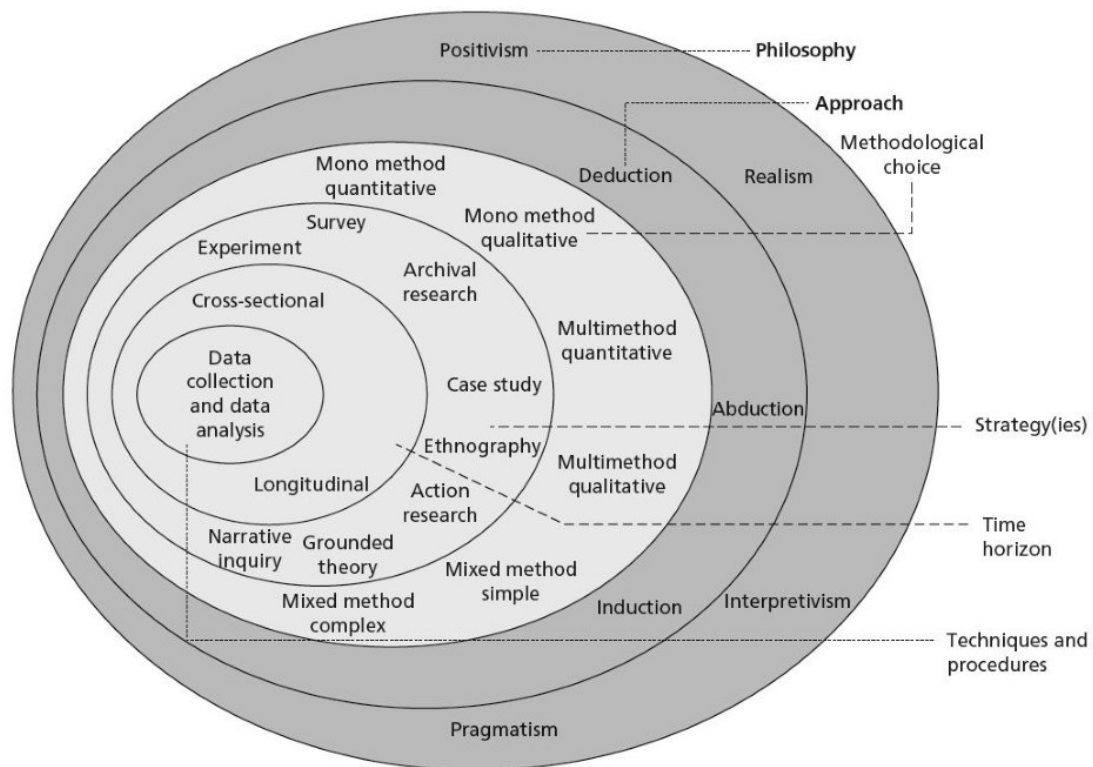 Positivism
Philosophy
Approach
Methodological
choice
Mono method
quantitative
Deduction
Realism
Survey
Mono method
qualitative
Experiment
Archival
research
Cross-sectional
Multimethod
quantitative
Data
collection
and data
analysis
Case study
Abduction
Strategy(ies)
Ethnography
Multimethod
qualitative
Longitudinal
Action
research
Time
horizon
Narrative
inquiry
Grounded
theory
Mixed method
simple
Mixed method
complex
Induction
Interpretivism
Techniques and
procedures
Pragmatism